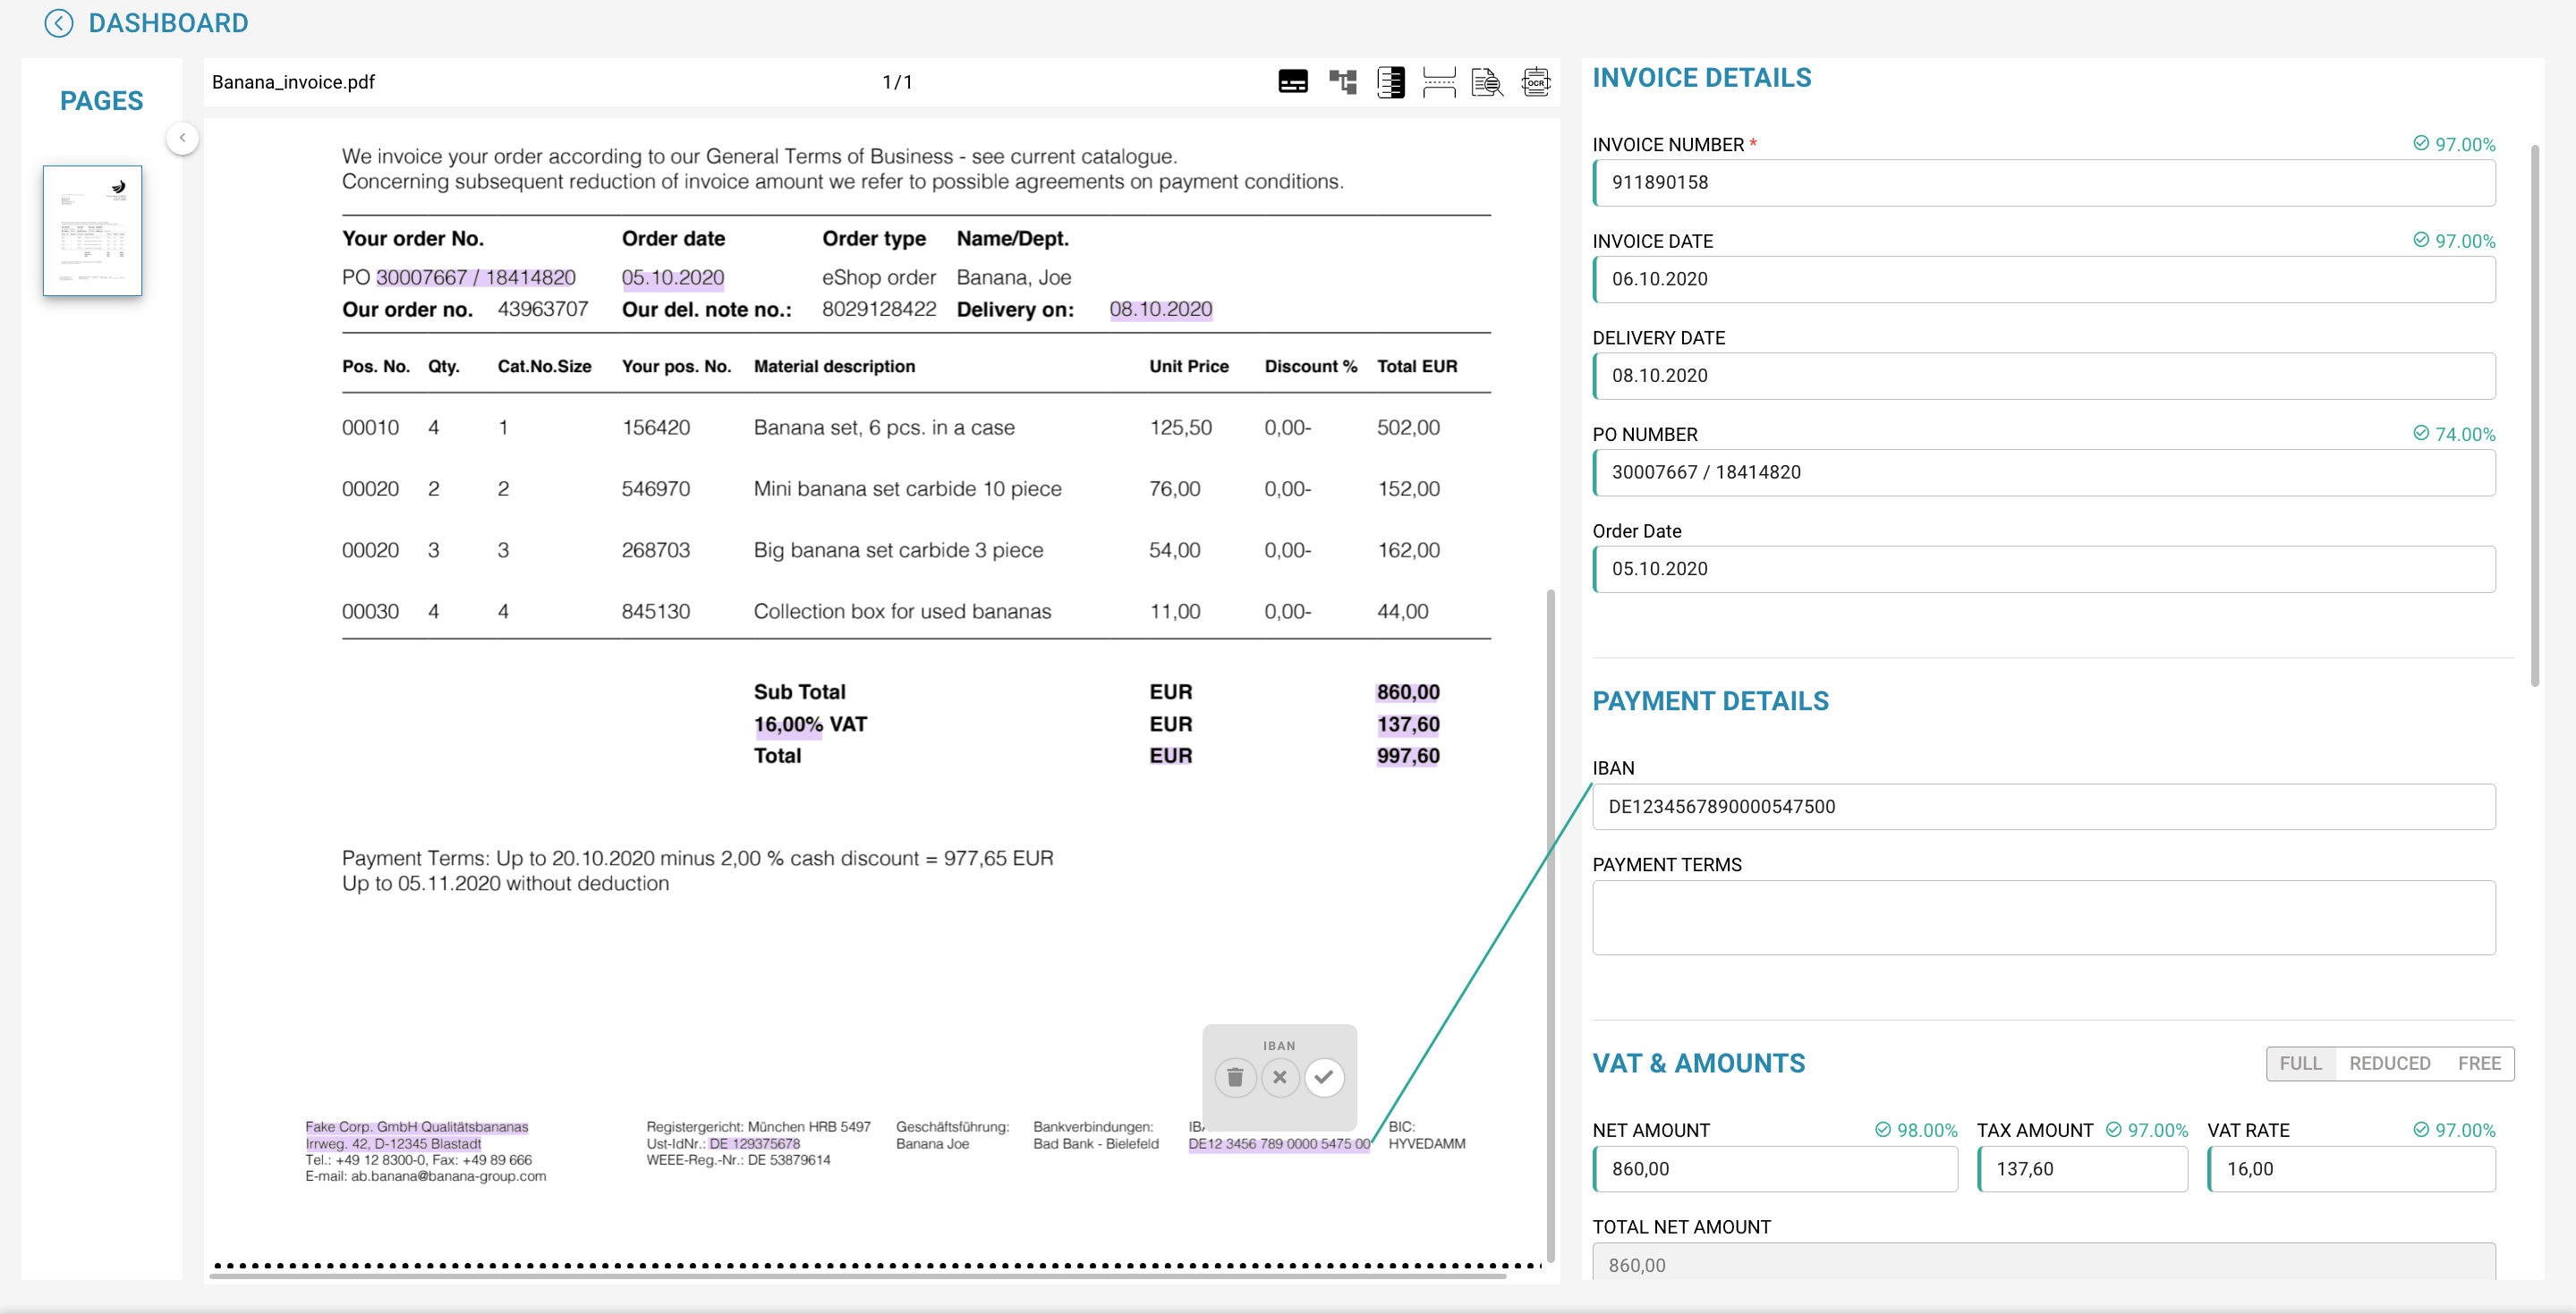 DASHBOARD
PAGES
Banana_invoice.pdf
1/1
OCR
We invoice your order according to our General Terms of Business - see current catalogue.
Concerning subsequent reduction of invoice amount we refer to possible agreements on payment conditions.
Your order No. Order date Order type Name/Dept.
PO 30007667 / 18414820 05.10.2020 eShop order Banana, Joe
Our order no. 43963707 Our del. note no.: 8029128422 Delivery on: 08.10.2020
Pos. No. Qty. Cat.No.Size Your pos. No. Material description Unit Price Discount % Total EUR
00010 4 1 156420 Banana set, 6 pcs. in a case 125,50 0,00- 502,00
00020 2 2 546970 Mini banana set carbide 10 piece 76,00 0,00- 152,00
00020 3 3 268703 Big banana set carbide 3 piece 54,00 0,00- 162,00
00030 4 4 845130 Collection box for used bananas 11,00 0,00- 44,00
Sub Total EUR 860,00
16,00% VAT EUR 137,60
Total EUR 997,60
Payment Terms: Up to 20.10.2020 minus 2,00 % cash discount = 977,65 EUR
Up to 05.11.2020 without deduction
IBAN
Fake Corp. GmbH Qualitätsbananas
Irrweg. 42, D-12345 Blastadt
Tel.: +49 12 8300-0, Fax: +49 89 666
E-mail: ab.banana@banana-group.com
Registergericht: München HRB 5497
Ust-IdNr.: DE 129375678
WEEE-Reg.-Nr.: DE 53879614
Geschäftsführung:
Banana Joe
Bankverbindungen:
Bad Bank - Bielefeld
DE12 3456 789 0000 5475 00
BIC:
HYVEDAMM
INVOICE DETAILS
INVOICE NUMBER * 97.00%
911890158
INVOICE DATE 97.00%
06.10.2020
DELIVERY DATE
08.10.2020
PO NUMBER 74.00%
30007667 / 18414820
Order Date
05.10.2020
PAYMENT DETAILS
IBAN
DE1234567890000547500
PAYMENT TERMS
VAT & AMOUNTS FULL REDUCED FREE
NET AMOUNT 98.00% TAX AMOUNT 97.00% VAT RATE 97.00%
860,00 137,60 16,00
TOTAL NET AMOUNT
860,00